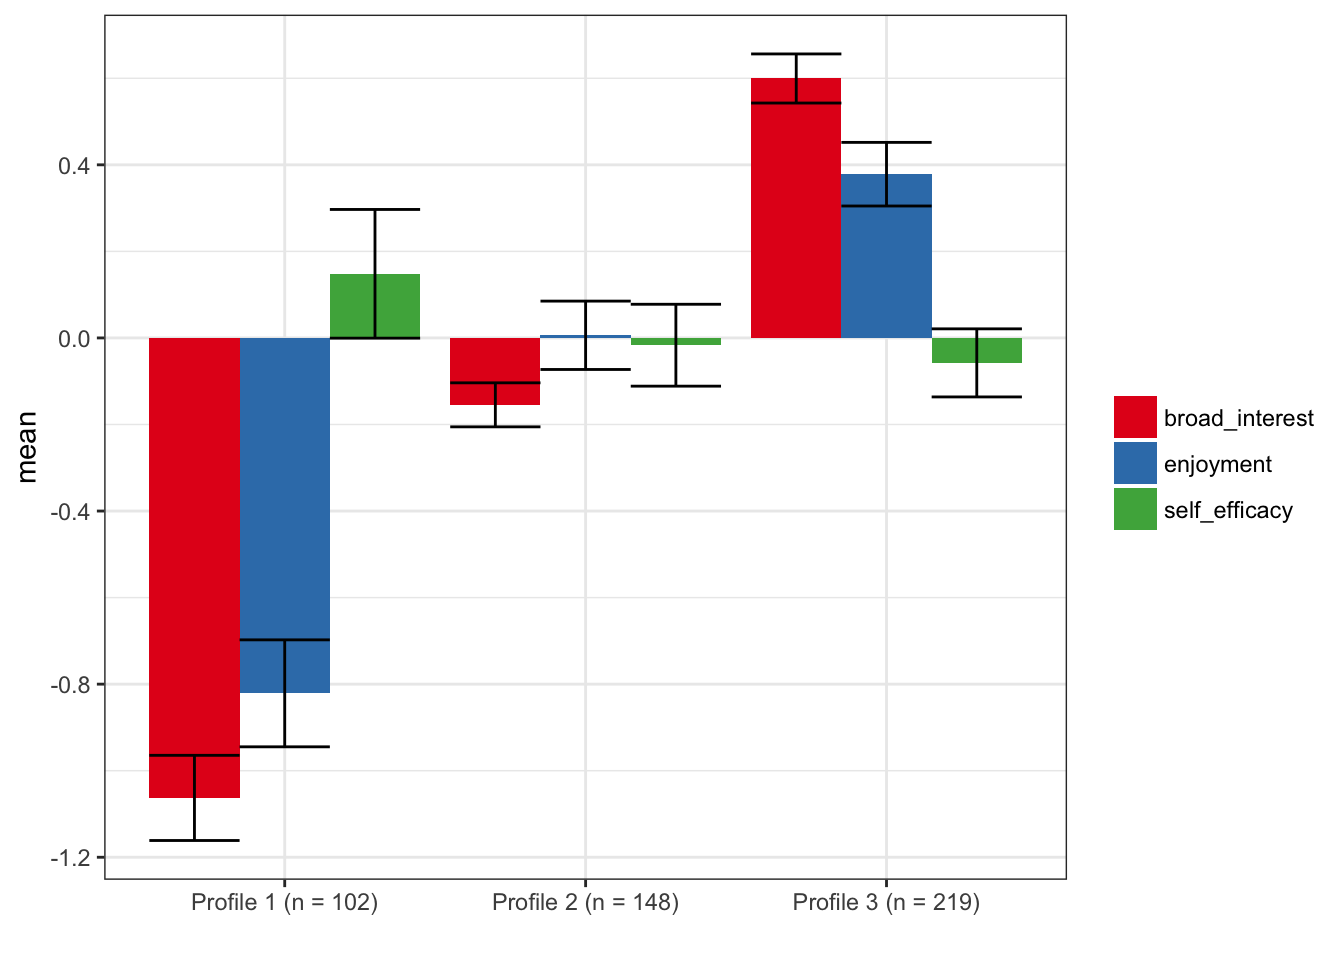 mean
0.4
0.0
-0.4
-0.8
-1.2
Profile 1 (n = 102)
Profile 2 (n = 148)
Profile 3 (n = 219)
broad_interest
enjoyment
self_efficacy